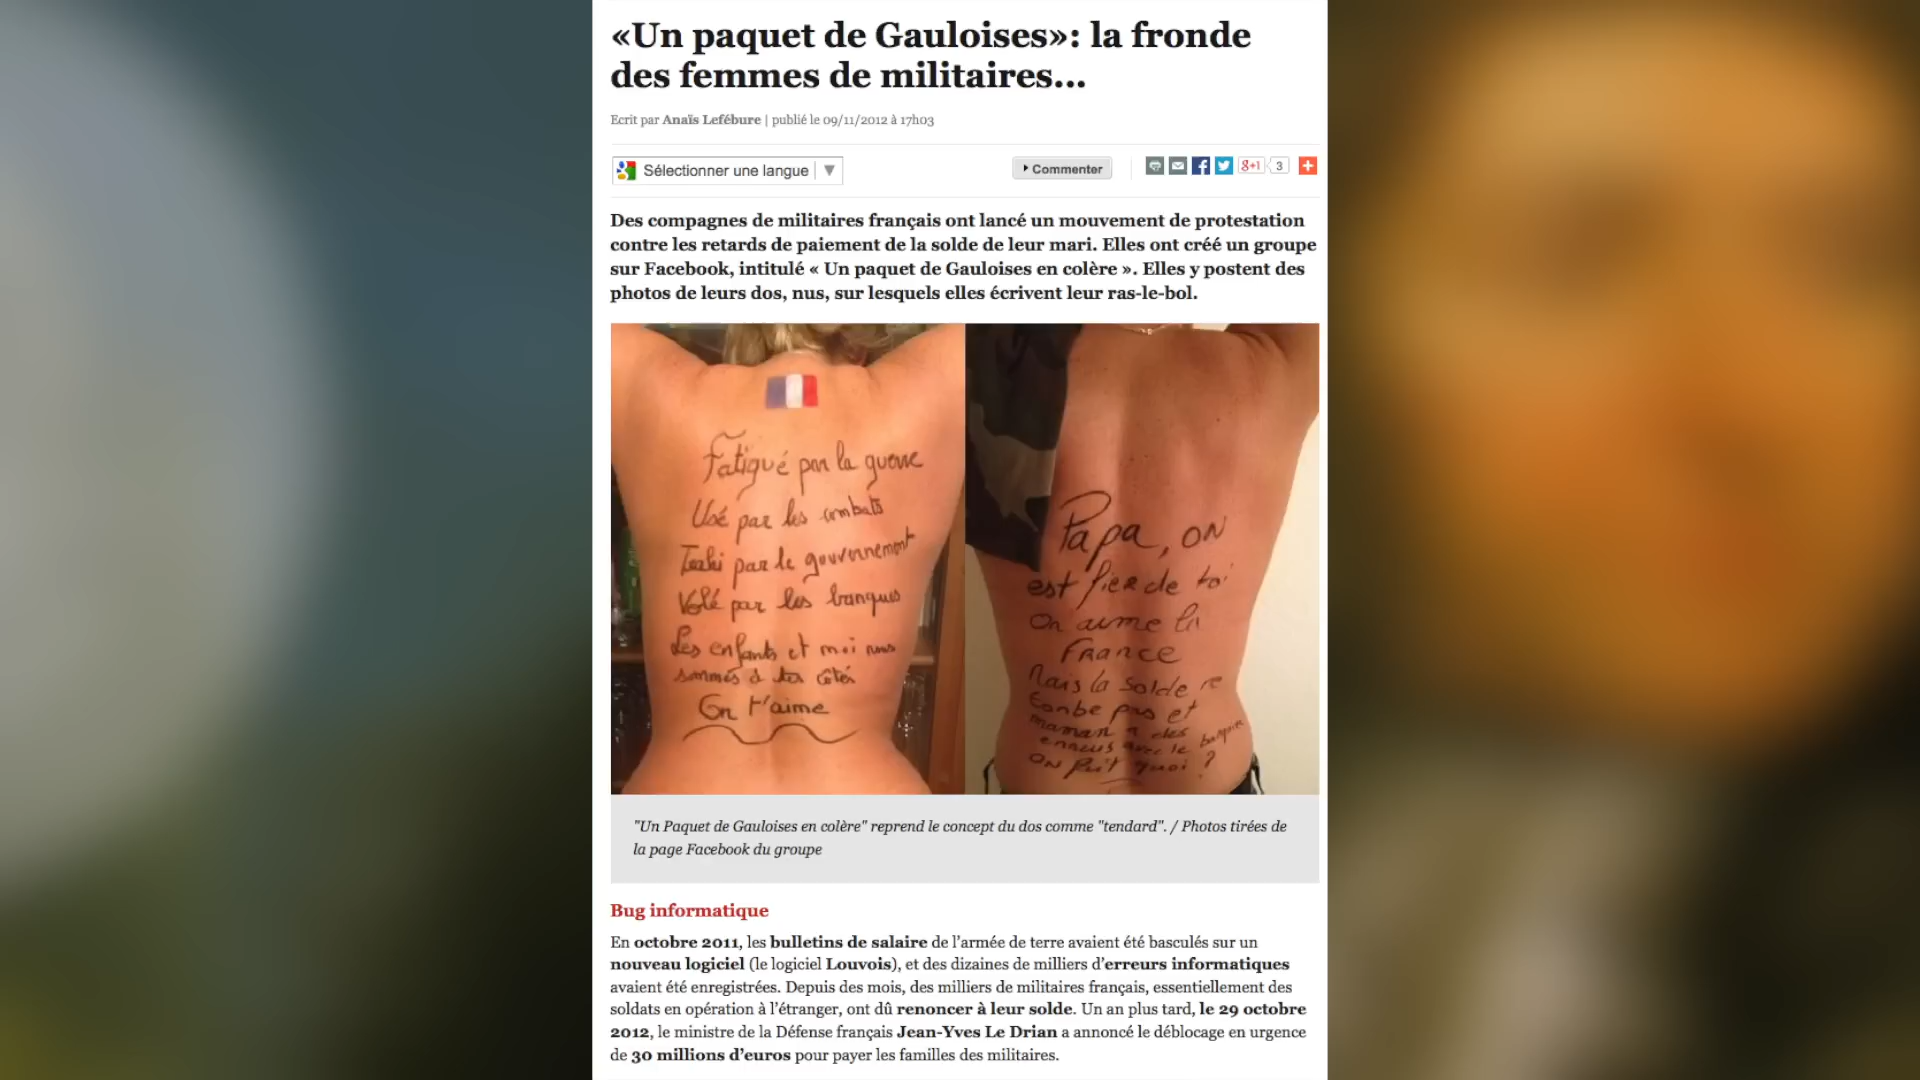 «Un paquet de Gauloises»: la fronde
des femmes de militaires...
Ecrit par Anaïs Lefébure | publié le 09/11/2012 à 17h03
Sélectionner une langue
Commenter
g+1
3
Des compagnes de militaires français ont lancé un mouvement de protestation
contre les retards de paiement de la solde de leur mari. Elles ont créé un groupe
sur Facebook, intitulé « Un paquet de Gauloises en colère ». Elles y postent des
photos de leurs dos, nus, sur lesquels elles écrivent leur ras-le-bol.
Fatigué par la guerre
Usé par les combats
Trahi par le gouvernement
Volé par les banques
Les enfants et moi nous
sommes à tes côtés
On t'aime
Papa, on
est fier de toi
On aime la
France
Mais la solde ne
tombe pas et
maman a des
ennuis avec le banquier
on fait quoi ?
"Un Paquet de Gauloises en colère" reprend le concept du dos comme "tendard". / Photos tirées de
la page Facebook du groupe
Bug informatique
En octobre 2011, les bulletins de salaire de l'armée de terre avaient été basculés sur un
nouveau logiciel (le logiciel Louvois), et des dizaines de milliers d'erreurs informatiques
avaient été enregistrées. Depuis des mois, des milliers de militaires français, essentiellement des
soldats en opération à l'étranger, ont dû renoncer à leur solde. Un an plus tard, le 29 octobre
2012, le ministre de la Défense français Jean-Yves Le Drian a annoncé le déblocage en urgence
de 30 millions d'euros pour payer les familles des militaires.